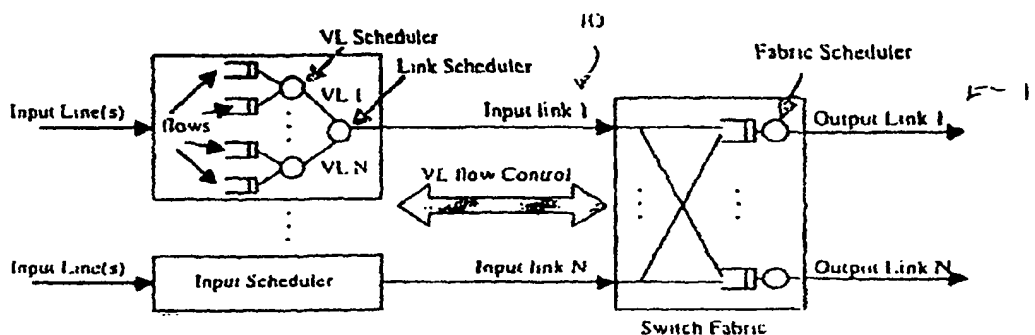 10
VL Scheduler
Fabric Scheduler
Link Scheduler
VL 1
Input Line(s)
flows
Input link 1
Output Link 1
VL N
VL flow Control
Input Line(s)
Input Scheduler
Input link N
Output Link N
Switch Fabric